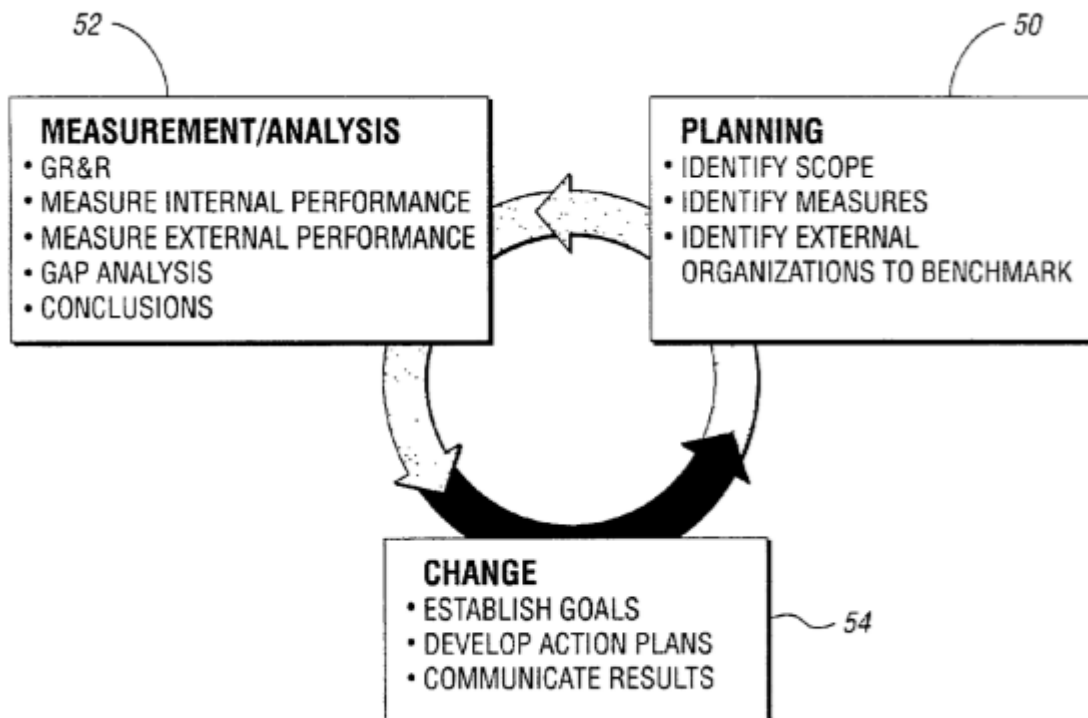 52
50
MEASUREMENT/ANALYSIS
• GR&R
• MEASURE INTERNAL PERFORMANCE
• MEASURE EXTERNAL PERFORMANCE
• GAP ANALYSIS
• CONCLUSIONS
PLANNING
• IDENTIFY SCOPE
• IDENTIFY MEASURES
• IDENTIFY EXTERNAL
ORGANIZATIONS TO BENCHMARK
CHANGE
• ESTABLISH GOALS
• DEVELOP ACTION PLANS
• COMMUNICATE RESULTS
54